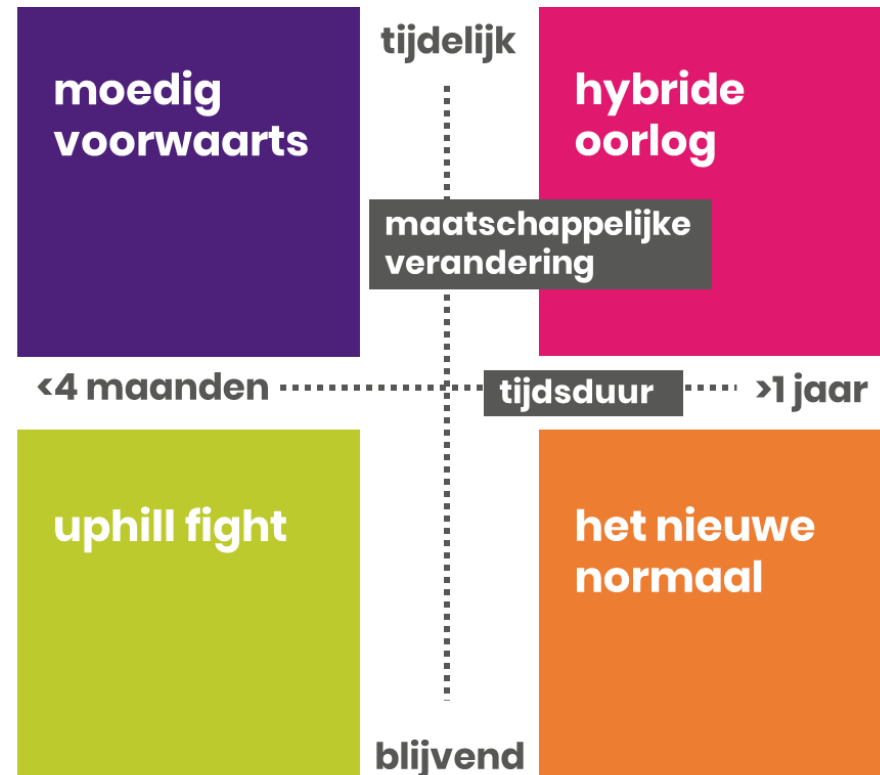 tijdelijk
moedig
voorwaarts
hybride
oorlog
maatschappelijke
verandering
<4 maanden
tijdsduur
>1 jaar
uphill fight
het nieuwe
normaal
blijvend